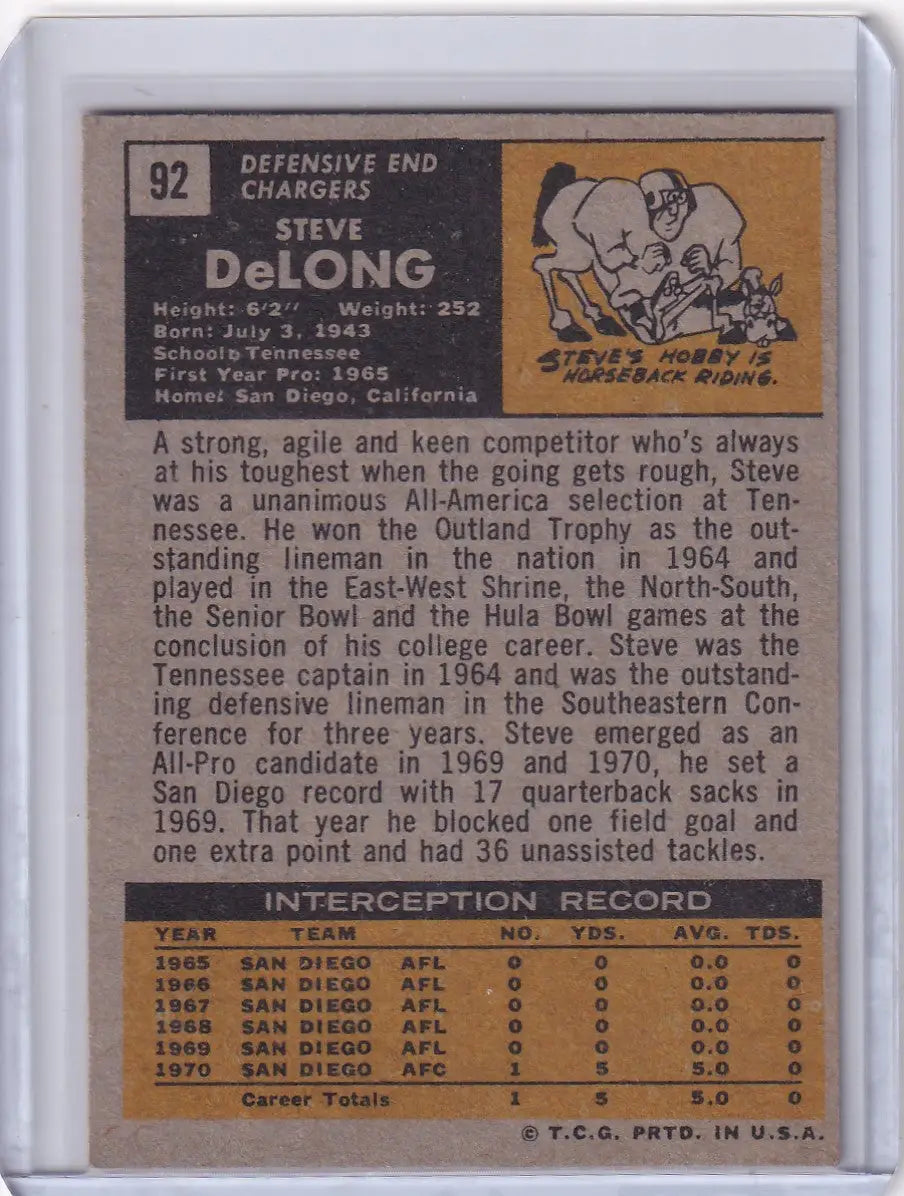 92
DEFENSIVE END
CHARGERS
STEVE
DeLONG
Height: 6'2" Weight: 252
Born: July 3, 1943
School: Tennessee
First Year Pro: 1965
Home: San Diego, California
STEVE'S HOBBY IS
HORSEBACK RIDING.
A strong, agile and keen competitor who's always
at his toughest when the going gets rough, Steve
was a unanimous All-America selection at Ten-
nessee. He won the Outland Trophy as the out-
standing lineman in the nation in 1964 and
played in the East-West Shrine, the North-South,
the Senior Bowl and the Hula Bowl games at the
conclusion of his college career. Steve was the
Tennessee captain in 1964 and was the outstand-
ing defensive lineman in the Southeastern Con-
ference for three years. Steve emerged as an
All-Pro candidate in 1969 and 1970, he set a
San Diego record with 17 quarterback sacks in
1969. That year he blocked one field goal and
one extra point and had 36 unassisted tackles.
INTERCEPTION RECORD
YEAR TEAM NO. YDS. AVG. TDS.
1965 SAN DIEGO AFL 0 0 0.0 0
1966 SAN DIEGO AFL 0 0 0.0 0
1967 SAN DIEGO AFL 0 0 0.0 0
1968 SAN DIEGO AFL 0 0 0.0 0
1969 SAN DIEGO AFL 0 0 0.0 0
1970 SAN DIEGO AFC 1 5 5.0 0
Career Totals 1 5 5.0 0
© T.C.G. PRTD. IN U.S.A.